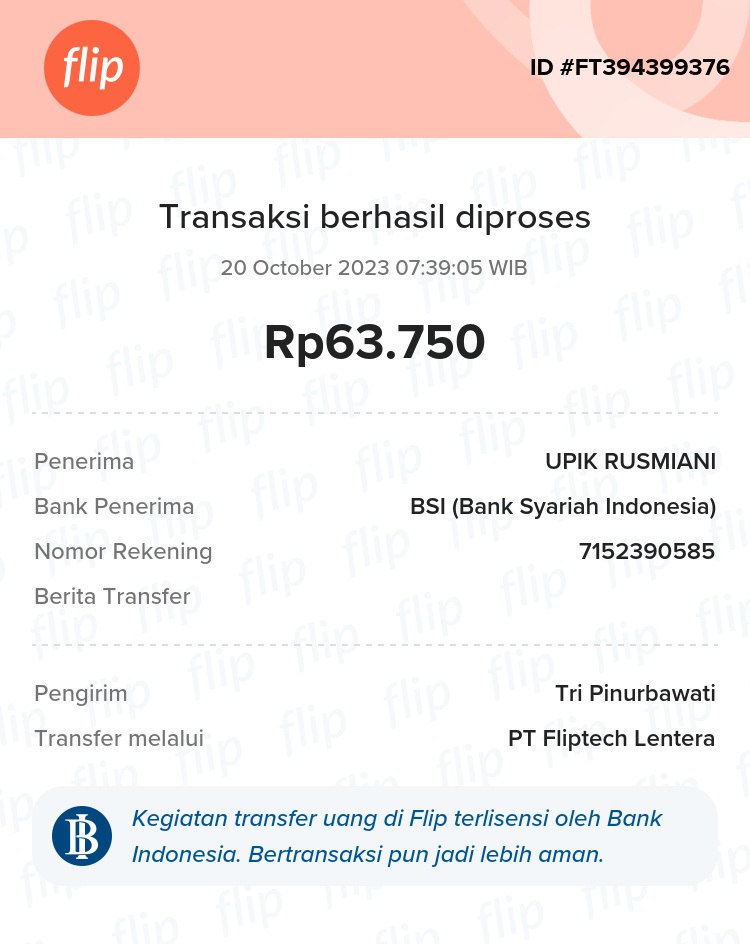 flip
ID #FT394399376
Transaksi berhasil diproses
20 October 2023 07:39:05 WIB
Rp63.750
Penerima UPIK RUSMIANI
Bank Penerima BSI (Bank Syariah Indonesia)
Nomor Rekening 7152390585
Berita Transfer
Pengirim Tri Pinurbawati
Transfer melalui PT Fliptech Lentera
Kegiatan transfer uang di Flip terlisensi oleh Bank
Indonesia. Bertransaksi pun jadi lebih aman.